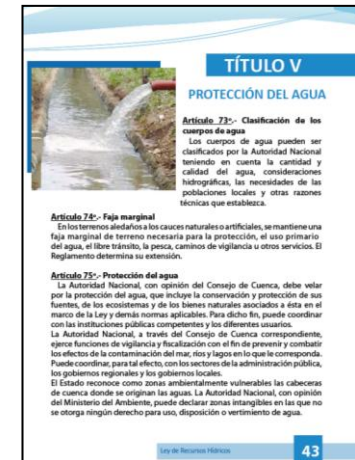 TÍTULO V
PROTECCIÓN DEL AGUA
Artículo 73º.- Clasificación de los
cuerpos de agua
Los cuerpos de agua pueden ser
clasificados por la Autoridad Nacional
teniendo en cuenta la cantidad y
calidad del agua, consideraciones
hidrográficas, las necesidades de las
poblaciones locales y otras razones
técnicas que establezca.
Artículo 74º.- Faja marginal
En los terrenos aledaños a los cauces naturales o artificiales, se mantiene una
faja marginal de terreno necesaria para la protección, el uso primario
del agua, el libre tránsito, la pesca, caminos de vigilancia u otros servicios. El
Reglamento determina su extensión.
Artículo 75º.- Protección del agua
La Autoridad Nacional, con opinión del Consejo de Cuenca, debe velar
por la protección del agua, que incluye la conservación y protección de sus
fuentes, de los ecosistemas y de los bienes naturales asociados a ésta en el
marco de la Ley y demás normas aplicables. Para dicho fin, puede coordinar
con las instituciones públicas competentes y los diferentes usuarios.
La Autoridad Nacional, a través del Consejo de Cuenca correspondiente,
ejerce funciones de vigilancia y fiscalización con el fin de prevenir y combatir
los efectos de la contaminación del mar, ríos y lagos en lo que le corresponda.
Puede coordinar, para tal efecto, con los sectores de la administración pública,
los gobiernos regionales y los gobiernos locales.
El Estado reconoce como zonas ambientalmente vulnerables las cabeceras
de cuenca donde se originan las aguas. La Autoridad Nacional, con opinión
del Ministerio del Ambiente, puede declarar zonas intangibles en las que no
se otorga ningún derecho para uso, disposición o vertimiento de agua.
Ley de Recursos Hídricos
43